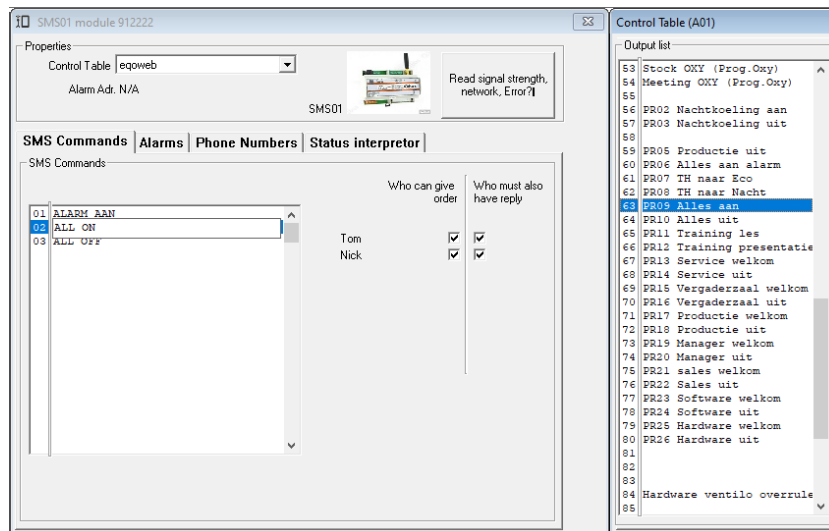 SMS01 module 912222
Properties
Control Table eqoweb
Alarm Adr. N/A
SMS01
Read signal strength,
network, Error?
SMS Commands Alarms Phone Numbers Status interpretor
SMS Commands
Who can give
order
Who must also
have reply
01 ALARM AAN
02 ALL ON
03 ALL OFF
Tom
Nick
Control Table (A01)
Output list
53 Stock OXY (Prog.Oxy)
54 Meeting OXY (Prog.Oxy)
55
56 PR02 Nachtkoeling aan
57 PR03 Nachtkoeling uit
58
59 PR05 Productie uit
60 PR06 Alles aan alarm
61 PR07 TH naar Eco
62 PR08 TH naar Nacht
63 PR09 Alles aan
64 PR10 Alles uit
65 PR11 Training les
66 PR12 Training presentatie
67 PR13 Service welkom
68 PR14 Service uit
69 PR15 Vergaderzaal welkom
70 PR16 Vergaderzaal uit
71 PR17 Productie welkom
72 PR18 Productie uit
73 PR19 Manager welkom
74 PR20 Manager uit
75 PR21 sales welkom
76 PR22 Sales uit
77 PR23 Software welkom
78 PR24 Software uit
79 PR25 Hardware welkom
80 PR26 Hardware uit
81
82
83
84 Hardware ventilo overrule
85